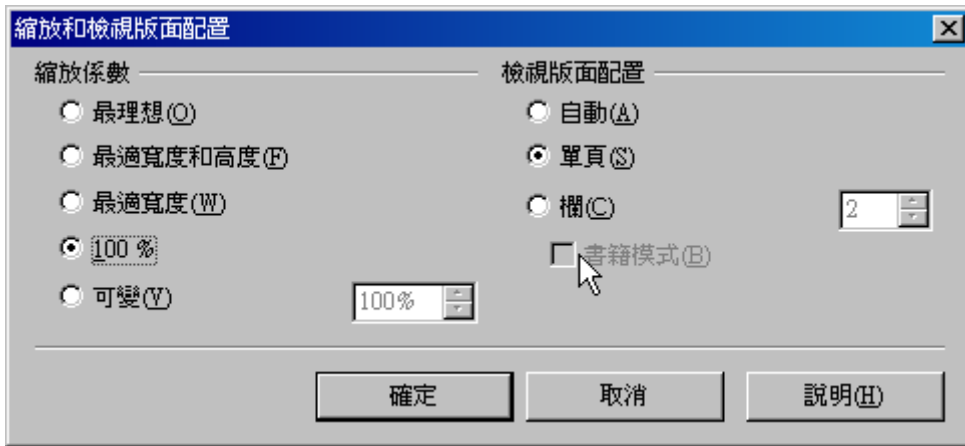 縮放和檢視版面配置
縮放係數
最理想(O)
最適寬度和高度(F)
最適寬度(W)
100 %
可變(V)
100%
檢視版面配置
自動(A)
單頁(S)
欄(C)
2
書籍模式(B)
確定
取消
說明(H)